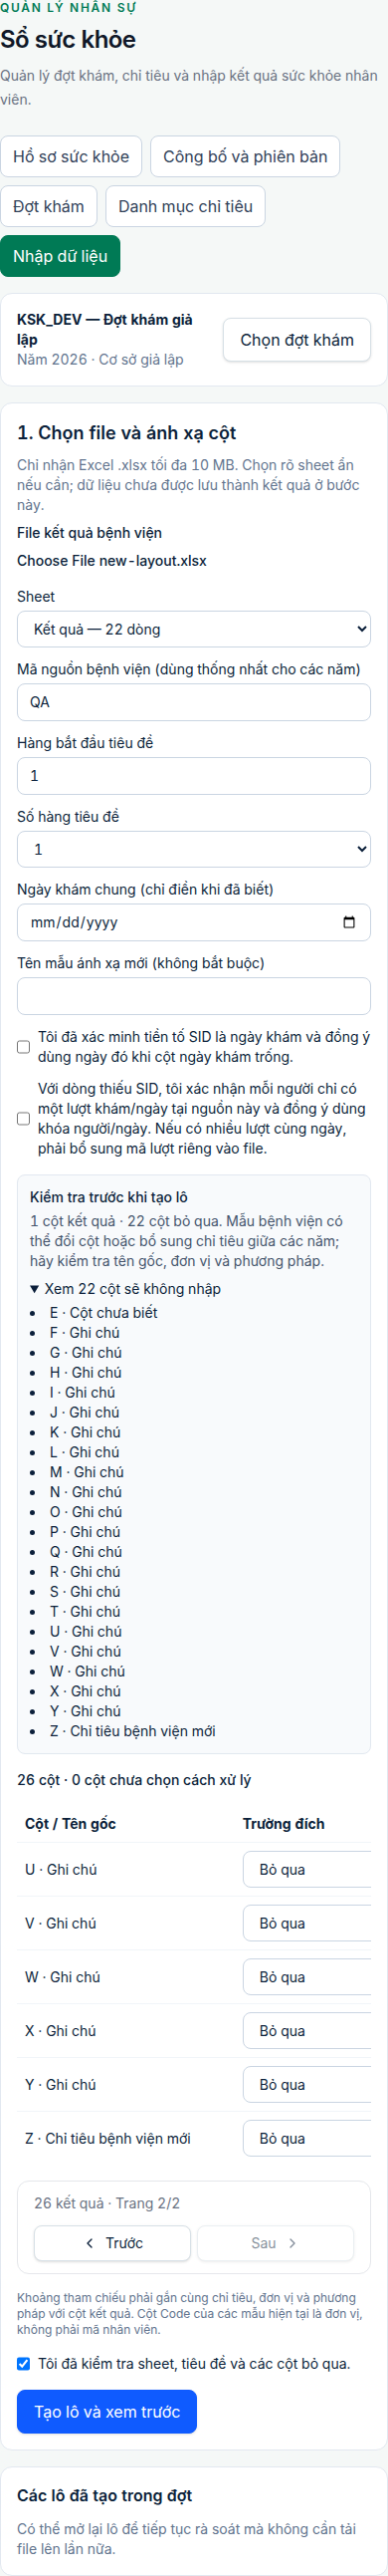 QUẢN LÝ NHÂN SỰ
Sổ sức khỏe
Quản lý đợt khám, chỉ tiêu và nhập kết quả sức khỏe nhân
viên.
Hồ sơ sức khỏe
Công bố và phiên bản
Đợt khám
Danh mục chỉ tiêu
Nhập dữ liệu
KSK_DEV — Đợt khám giả
lập
Năm 2026 · Cơ sở giả lập
Chọn đợt khám
1. Chọn file và ánh xạ cột
Chỉ nhận Excel .xlsx tối đa 10 MB. Chọn rõ sheet ẩn
nếu cần; dữ liệu chưa được lưu thành kết quả ở bước
này.
File kết quả bệnh viện
Choose File new-layout.xlsx
Sheet
Kết quả — 22 dòng
Mã nguồn bệnh viện (dùng thống nhất cho các năm)
QA
Hàng bắt đầu tiêu đề
1
Số hàng tiêu đề
1
Ngày khám chung (chỉ điền khi đã biết)
mm/dd/yyyy
Tên mẫu ánh xạ mới (không bắt buộc)
Tôi đã xác minh tiền tố SID là ngày khám và đồng ý
dùng ngày đó khi cột ngày khám trống.
Với dòng thiếu SID, tôi xác nhận mỗi người chỉ có
một lượt khám/ngày tại nguồn này và đồng ý dùng
khóa người/ngày. Nếu có nhiều lượt cùng ngày,
phải bổ sung mã lượt riêng vào file.
Kiểm tra trước khi tạo lô
1 cột kết quả · 22 cột bỏ qua. Mẫu bệnh viện có
thể đổi cột hoặc bổ sung chỉ tiêu giữa các năm;
hãy kiểm tra tên gốc, đơn vị và phương pháp.
▼ Xem 22 cột sẽ không nhập
• E · Cột chưa biết
• F · Ghi chú
• G · Ghi chú
• H · Ghi chú
• I · Ghi chú
• J · Ghi chú
• K · Ghi chú
• L · Ghi chú
• M · Ghi chú
• N · Ghi chú
• O · Ghi chú
• P · Ghi chú
• Q · Ghi chú
• R · Ghi chú
• S · Ghi chú
• T · Ghi chú
• U · Ghi chú
• V · Ghi chú
• W · Ghi chú
• X · Ghi chú
• Y · Ghi chú
• Z · Chỉ tiêu bệnh viện mới
26 cột · 0 cột chưa chọn cách xử lý
Cột / Tên gốc Trường đích
U · Ghi chú Bỏ qua
V · Ghi chú Bỏ qua
W · Ghi chú Bỏ qua
X · Ghi chú Bỏ qua
Y · Ghi chú Bỏ qua
Z · Chỉ tiêu bệnh viện mới Bỏ qua
26 kết quả · Trang 2/2
Trước
Sau
Khoảng tham chiếu phải gắn cùng chỉ tiêu, đơn vị và phương
pháp với cột kết quả. Cột Code của các mẫu hiện tại là đơn vị,
không phải mã nhân viên.
Tôi đã kiểm tra sheet, tiêu đề và các cột bỏ qua.
Tạo lô và xem trước
Các lô đã tạo trong đợt
Có thể mở lại lô để tiếp tục rà soát mà không cần tải
file lên lần nữa.